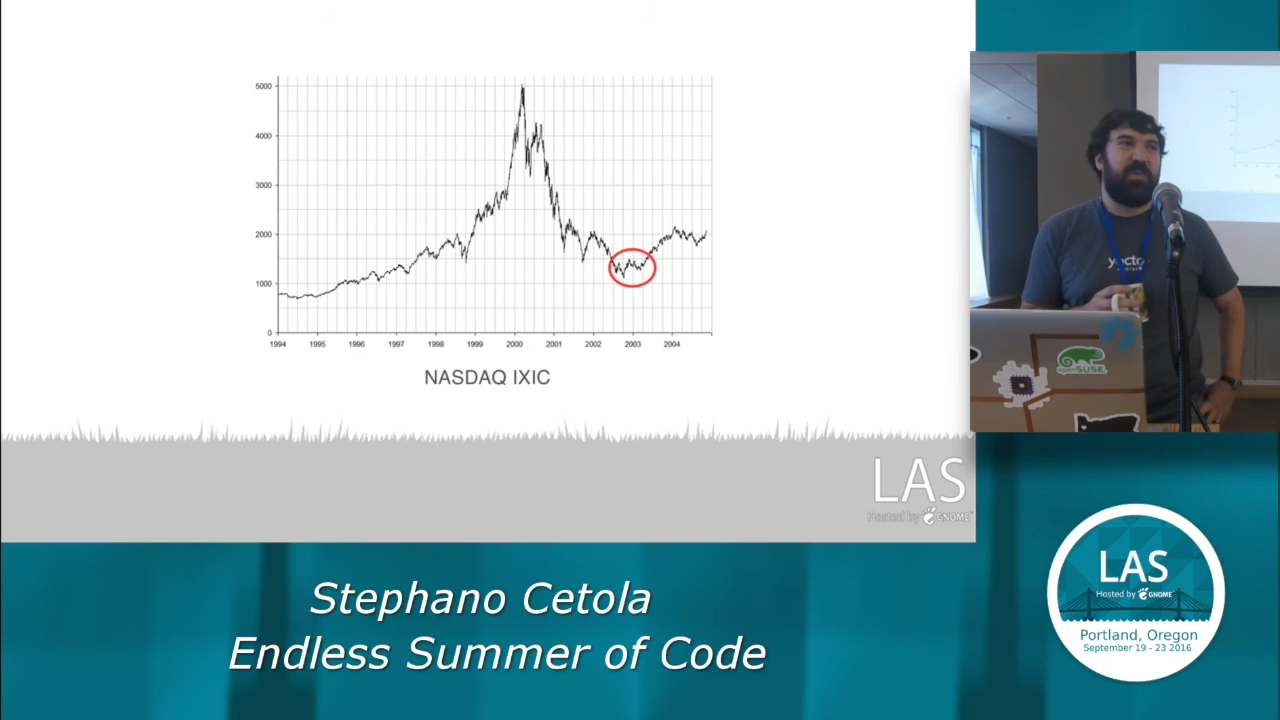 5000
4000
3000
2000
1000
0
1994 1995 1996 1997 1998 1999 2000 2001 2002 2003 2004
NASDAQ IXIC
LAS
Hosted by GNOME
openSUSE
Stephano Cetola
Endless Summer of Code
LAS
Hosted by GNOME
Portland, Oregon
September 19 - 23 2016